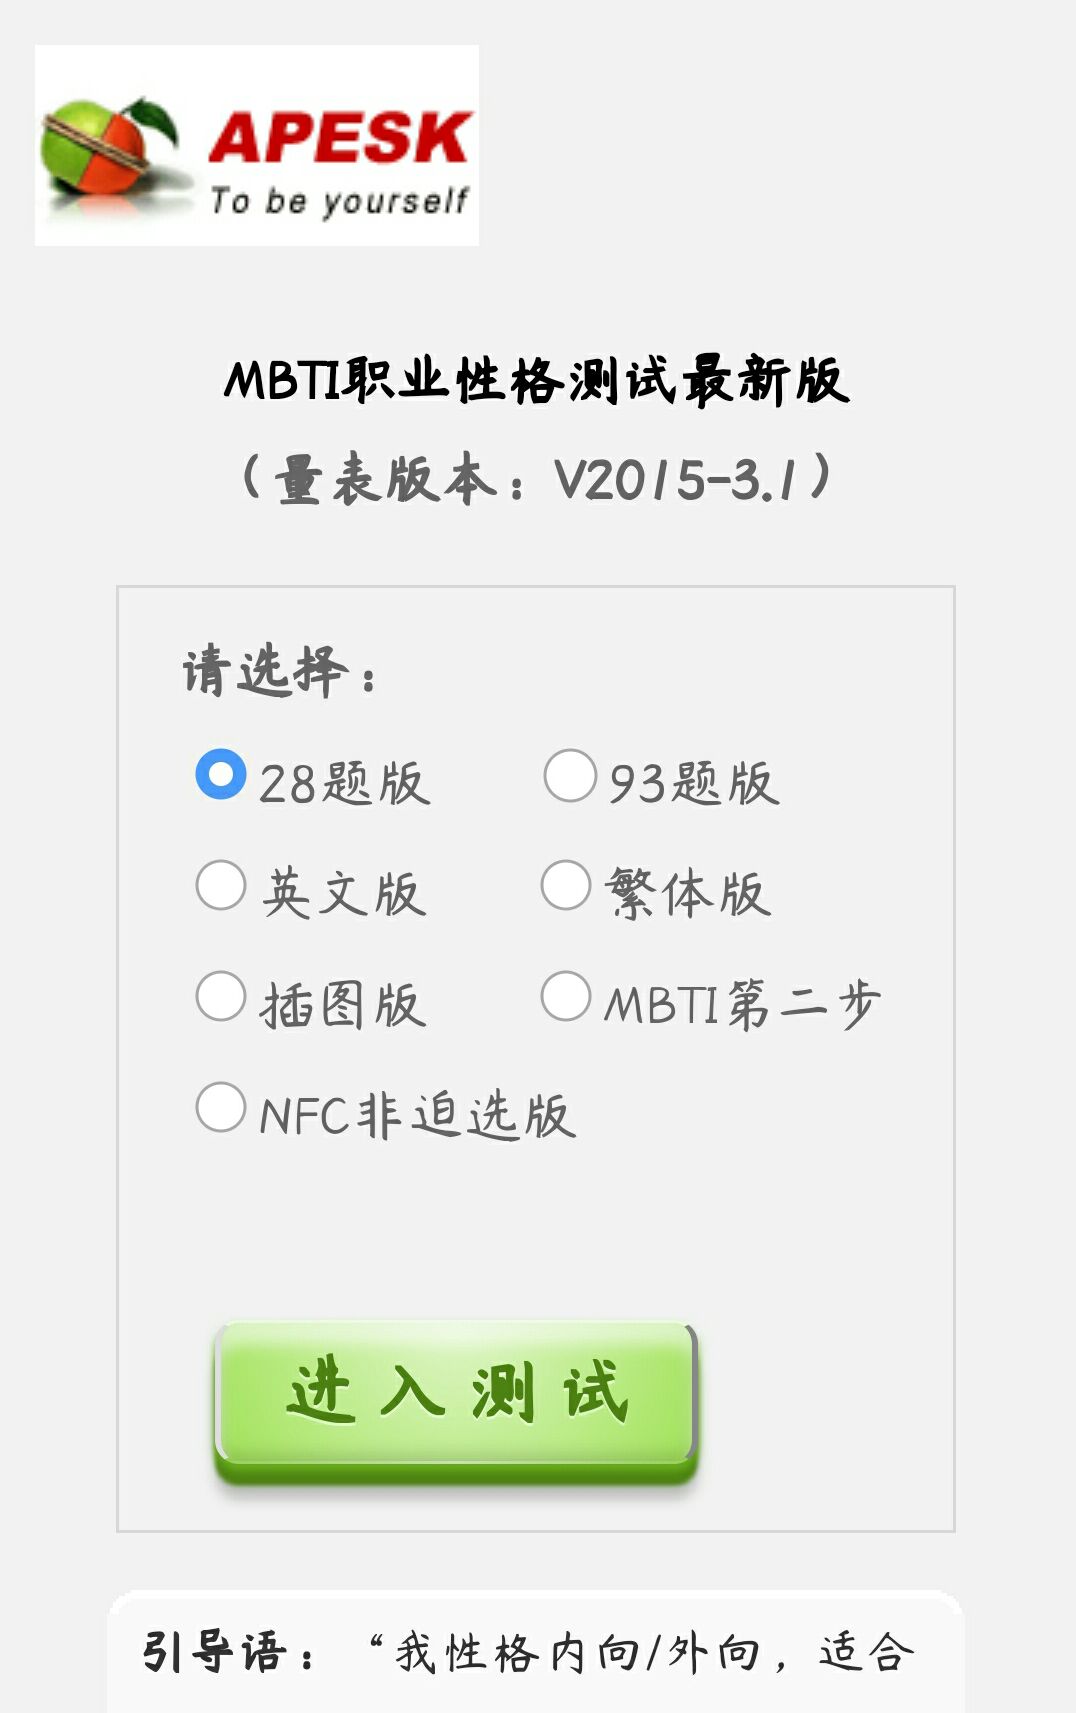 APESK
To be yourself
MBTI职业性格测试最新版
（量表版本：V2015-3.1）
请选择：
28题版 93题版
英文版 繁体版
插图版 MBTI第二步
NFC非迫选版
进入测试
引导语：“我性格内向/外向，适合